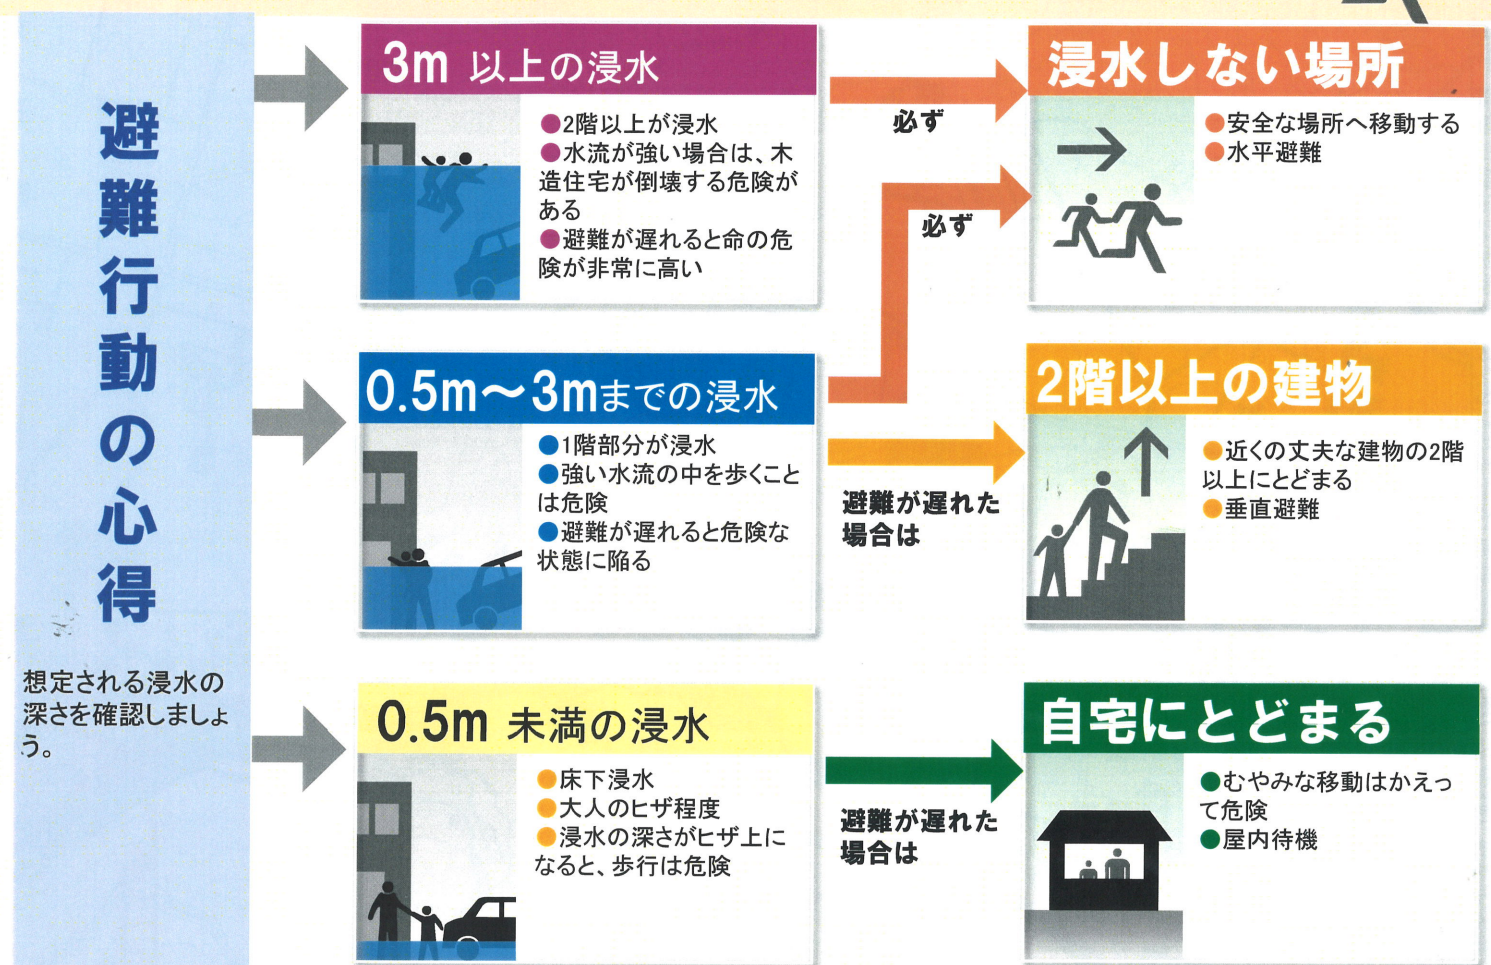 避難行動の心得
想定される浸水の
深さを確認しましょ
う。
3m 以上の浸水
●2階以上が浸水
●水流が強い場合は、木
造住宅が倒壊する危険が
ある
●避難が遅れると命の危
険が非常に高い
必ず
浸水しない場所
●安全な場所へ移動する
●水平避難
0.5m～3mまでの浸水
●1階部分が浸水
●強い水流の中を歩くこと
は危険
●避難が遅れると危険な
状態に陥る
必ず
避難が遅れた
場合は
2階以上の建物
●近くの丈夫な建物の2階
以上にとどまる
●垂直避難
0.5m 未満の浸水
●床下浸水
●大人のヒザ程度
●浸水の深さがヒザ上に
なると、歩行は危険
避難が遅れた
場合は
自宅にとどまる
●むやみな移動はかえっ
て危険
●屋内待機